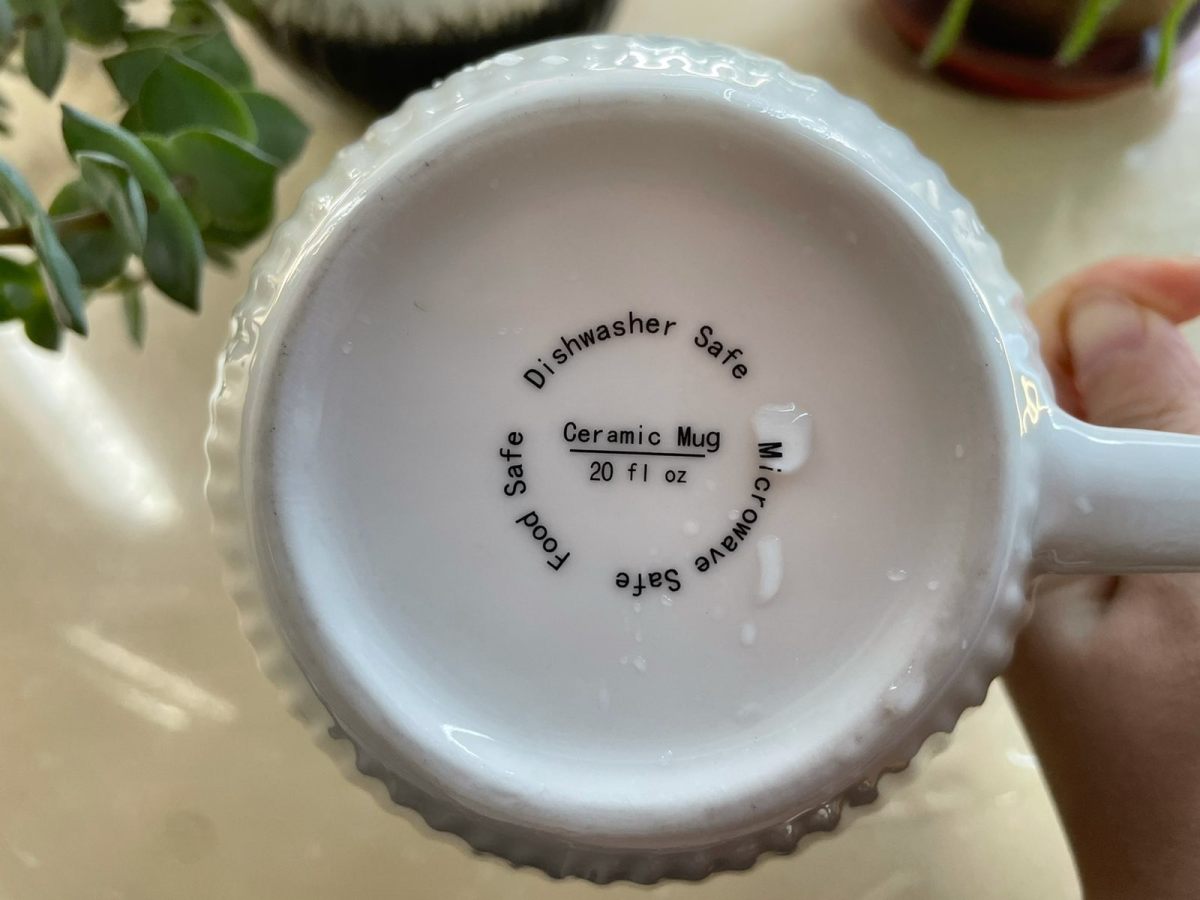 Dishwasher Safe
Microwave Safe
Food Safe
Ceramic Mug
20 fl oz